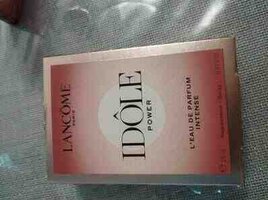 LANCÔME
PARIS
IDÔLE
POWER
L'EAU DE PARFUM
INTENSE